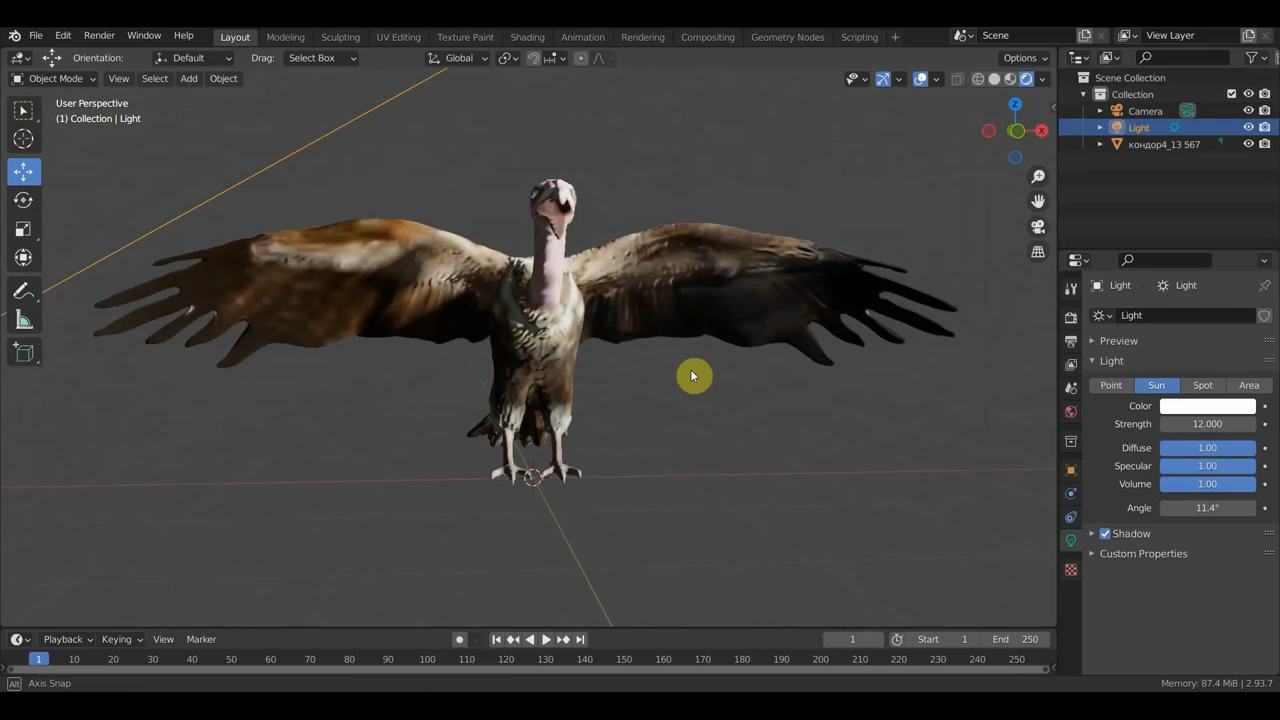 File Edit Render Window Help Layout Modeling Sculpting UV Editing Texture Paint Shading Animation Rendering Compositing Geometry Nodes Scripting + Scene View Layer
Orientation: Default Drag: Select Box Global Options
Object Mode View Select Add Object
User Perspective
(1) Collection | Light
Z
X
Scene Collection
Collection
Camera
Light
кондор4_13 567
Light Light
Light
Preview
Light
Point Sun Spot Area
Color
Strength 12.000
Diffuse 1.00
Specular 1.00
Volume 1.00
Angle 11.4°
Shadow
Custom Properties
Playback Keying View Marker 1 Start 1 End 250
1 10 20 30 40 50 60 70 80 90 100 110 120 130 140 150 160 170 180 190 200 210 220 230 240 250
Alt Axis Snap Memory: 87.4 MiB | 2.93.7